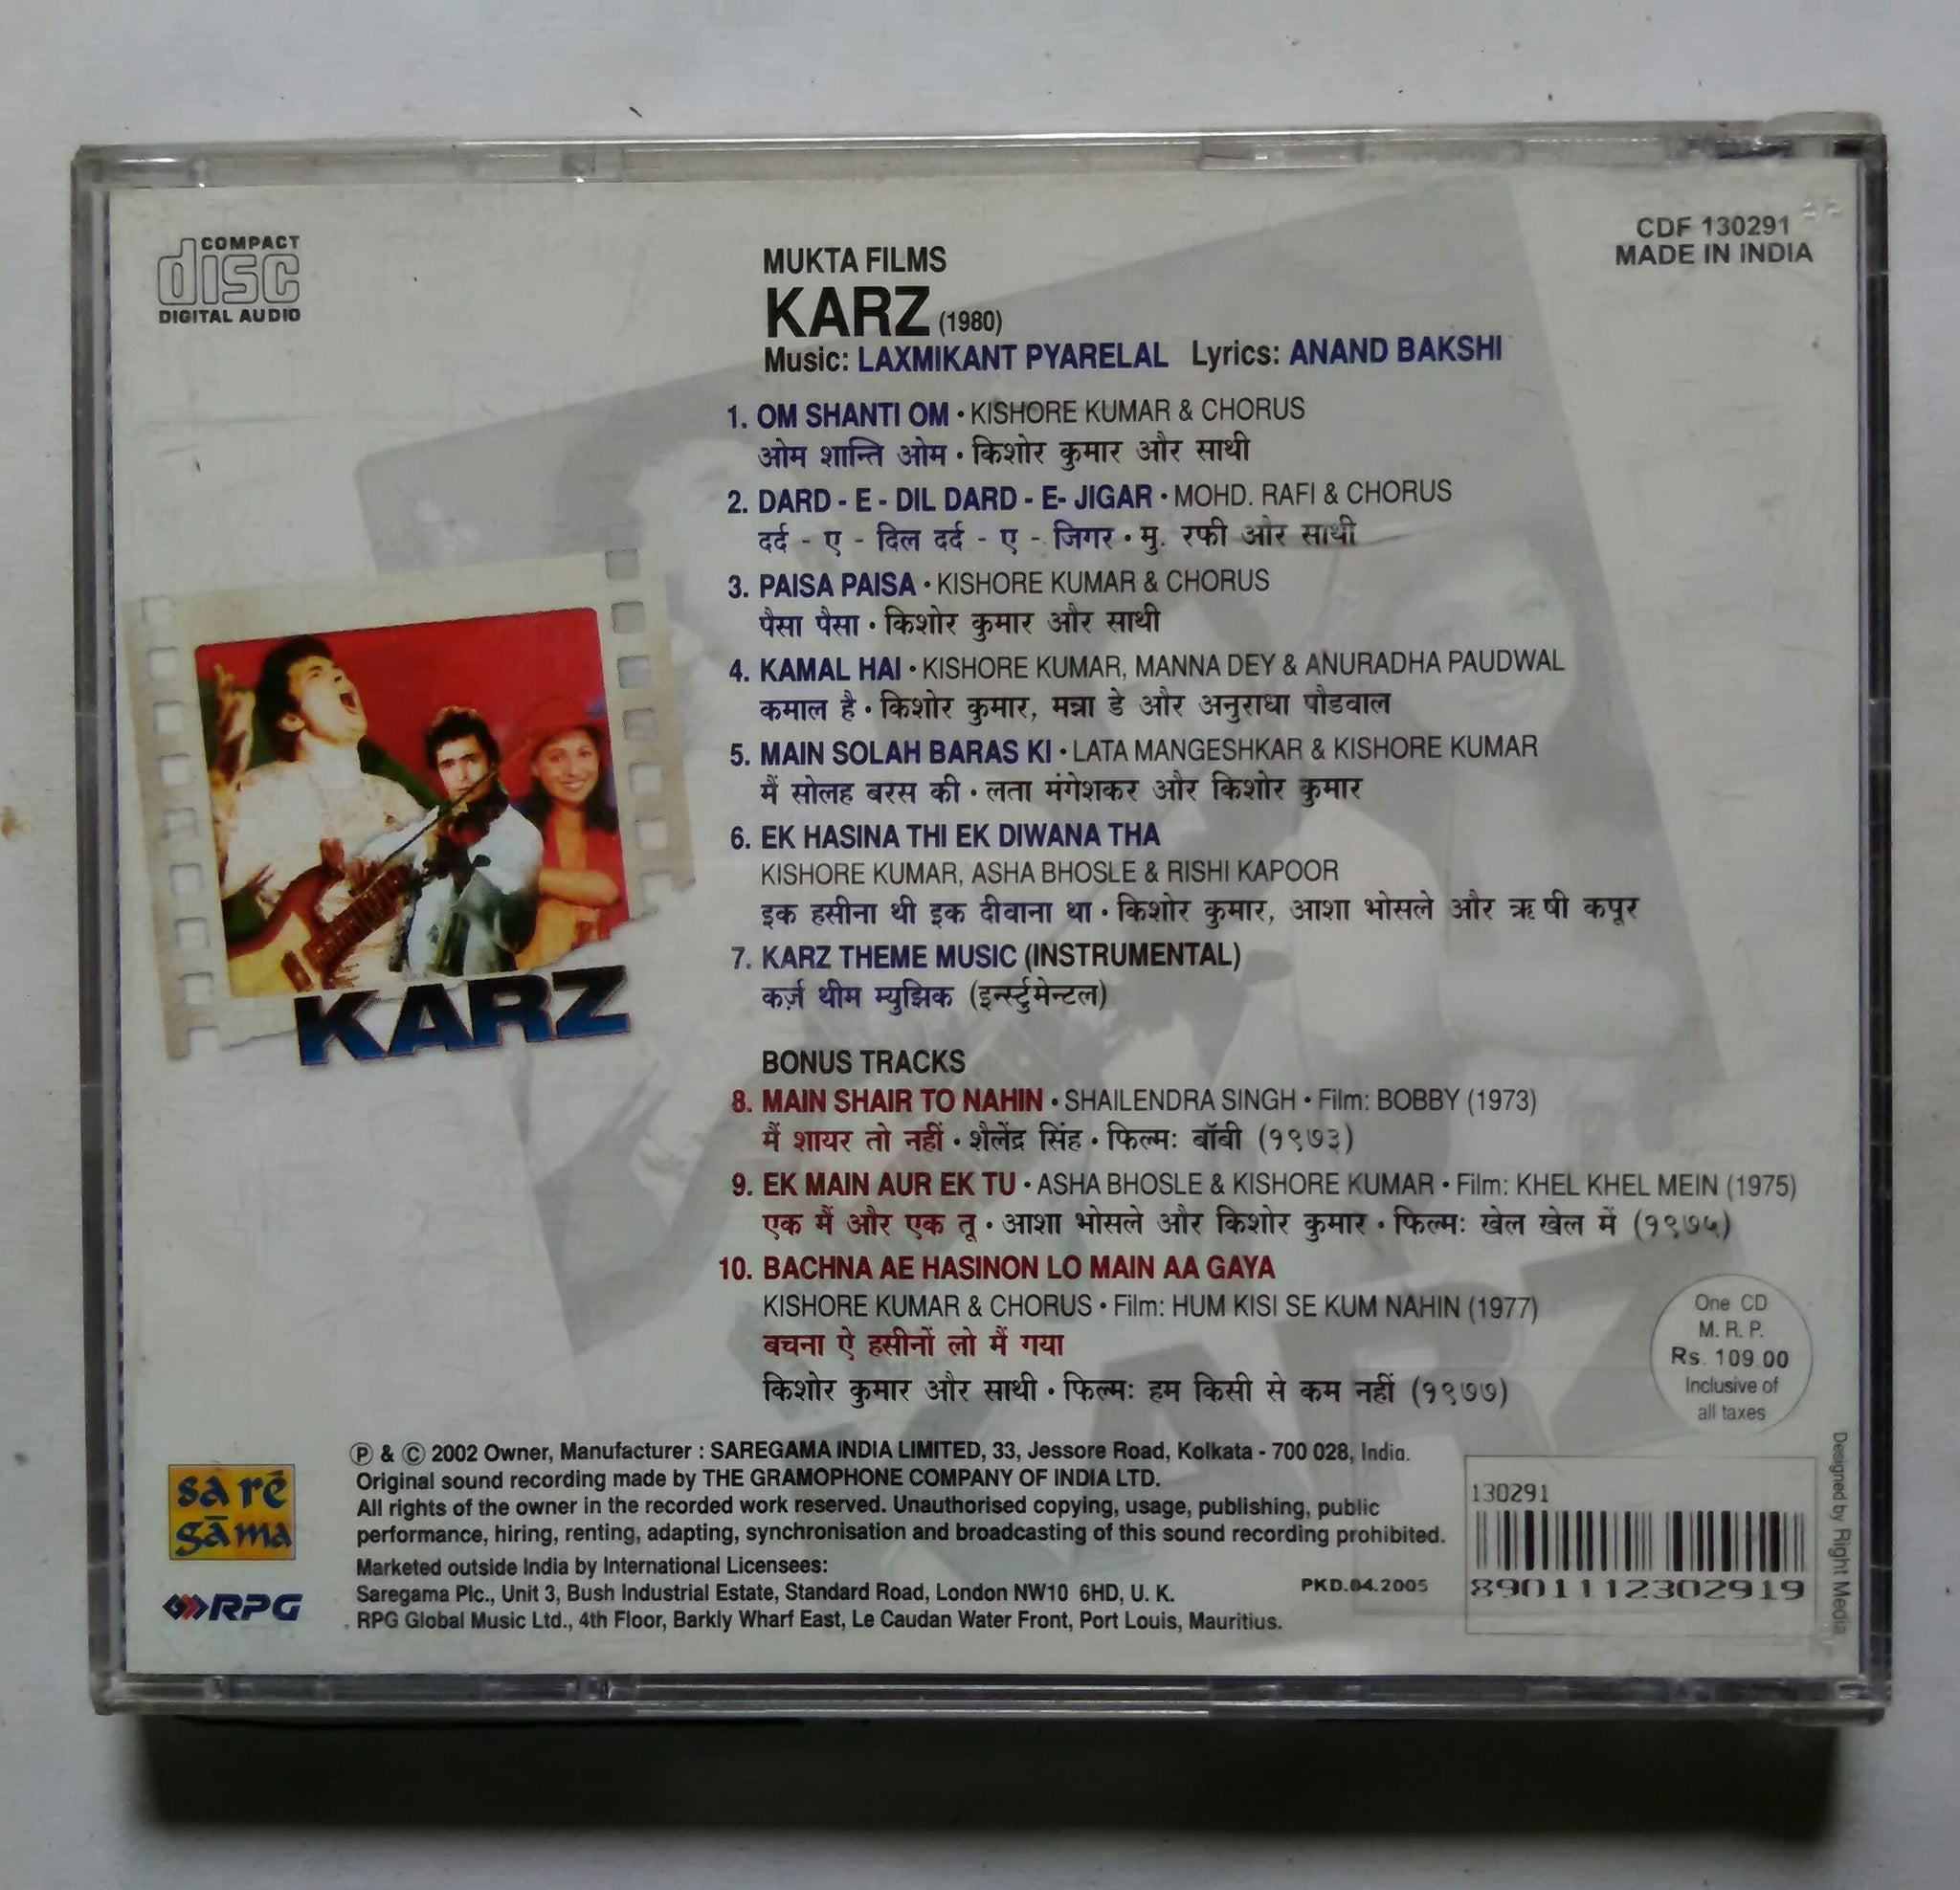 COMPACT
disc
DIGITAL AUDIO
CDF 130291
MADE IN INDIA
MUKTA FILMS
KARZ (1980)
Music: LAXMIKANT PYARELAL Lyrics: ANAND BAKSHI
1. OM SHANTI OM • KISHORE KUMAR & CHORUS
ओम शान्ति ओम • किशोर कुमार और साथी
2. DARD - E - DIL DARD - E- JIGAR • MOHD. RAFI & CHORUS
दर्द - ए - दिल दर्द - ए - जिगर • मु. रफी ओर साथी
3. PAISA PAISA • KISHORE KUMAR & CHORUS
पैसा पैसा • किशोर कुमार और साथी
4. KAMAL HAI • KISHORE KUMAR, MANNA DEY & ANURADHA PAUDWAL
कमाल है • किशोर कुमार, मन्ना डे और अनुराधा पौडवाल
5. MAIN SOLAH BARAS KI • LATA MANGESHKAR & KISHORE KUMAR
मैं सोलह बरस की • लता मंगेशकर और किशोर कुमार
6. EK HASINA THI EK DIWANA THA
KISHORE KUMAR, ASHA BHOSLE & RISHI KAPOOR
इक हसीना थी इक दीवाना था • किशोर कुमार, आशा भोसले और ऋषी कपूर
7. KARZ THEME MUSIC (INSTRUMENTAL)
कर्ज़ थीम म्युझिक (इन्स्ट्रुमेन्टल)
KARZ
BONUS TRACKS
8. MAIN SHAIR TO NAHIN • SHAILENDRA SINGH • Film: BOBBY (1973)
मैं शायर तो नहीं • शैलेंद्र सिंह • फिल्मः बॉबी (१९७३)
9. EK MAIN AUR EK TU • ASHA BHOSLE & KISHORE KUMAR • Film: KHEL KHEL MEIN (1975)
एक मैं और एक तू • आशा भोसले और किशोर कुमार • फिल्मः खेल खेल में (१९७५)
10. BACHNA AE HASINON LO MAIN AA GAYA
KISHORE KUMAR & CHORUS • Film: HUM KISI SE KUM NAHIN (1977)
बचना ऐ हसीनों लो मैं गया
किशोर कुमार और साथी • फिल्मः हम किसी से कम नहीं (१९७७)
One CD
M. R. P.
Rs. 109.00
Inclusive of
all taxes
Ⓟ & © 2002 Owner, Manufacturer : SAREGAMA INDIA LIMITED, 33, Jessore Road, Kolkata - 700 028, India.
Original sound recording made by THE GRAMOPHONE COMPANY OF INDIA LTD.
All rights of the owner in the recorded work reserved. Unauthorised copying, usage, publishing, public
performance, hiring, renting, adapting, synchronisation and broadcasting of this sound recording prohibited.
Marketed outside India by International Licensees:
Saregama Plc., Unit 3, Bush Industrial Estate, Standard Road, London NW10 6HD, U. K.
RPG Global Music Ltd., 4th Floor, Barkly Wharf East, Le Caudan Water Front, Port Louis, Mauritius.
sa rē
gāma
RPG
PKD.04.2005
130291
8901112302919
Designed by Right Media